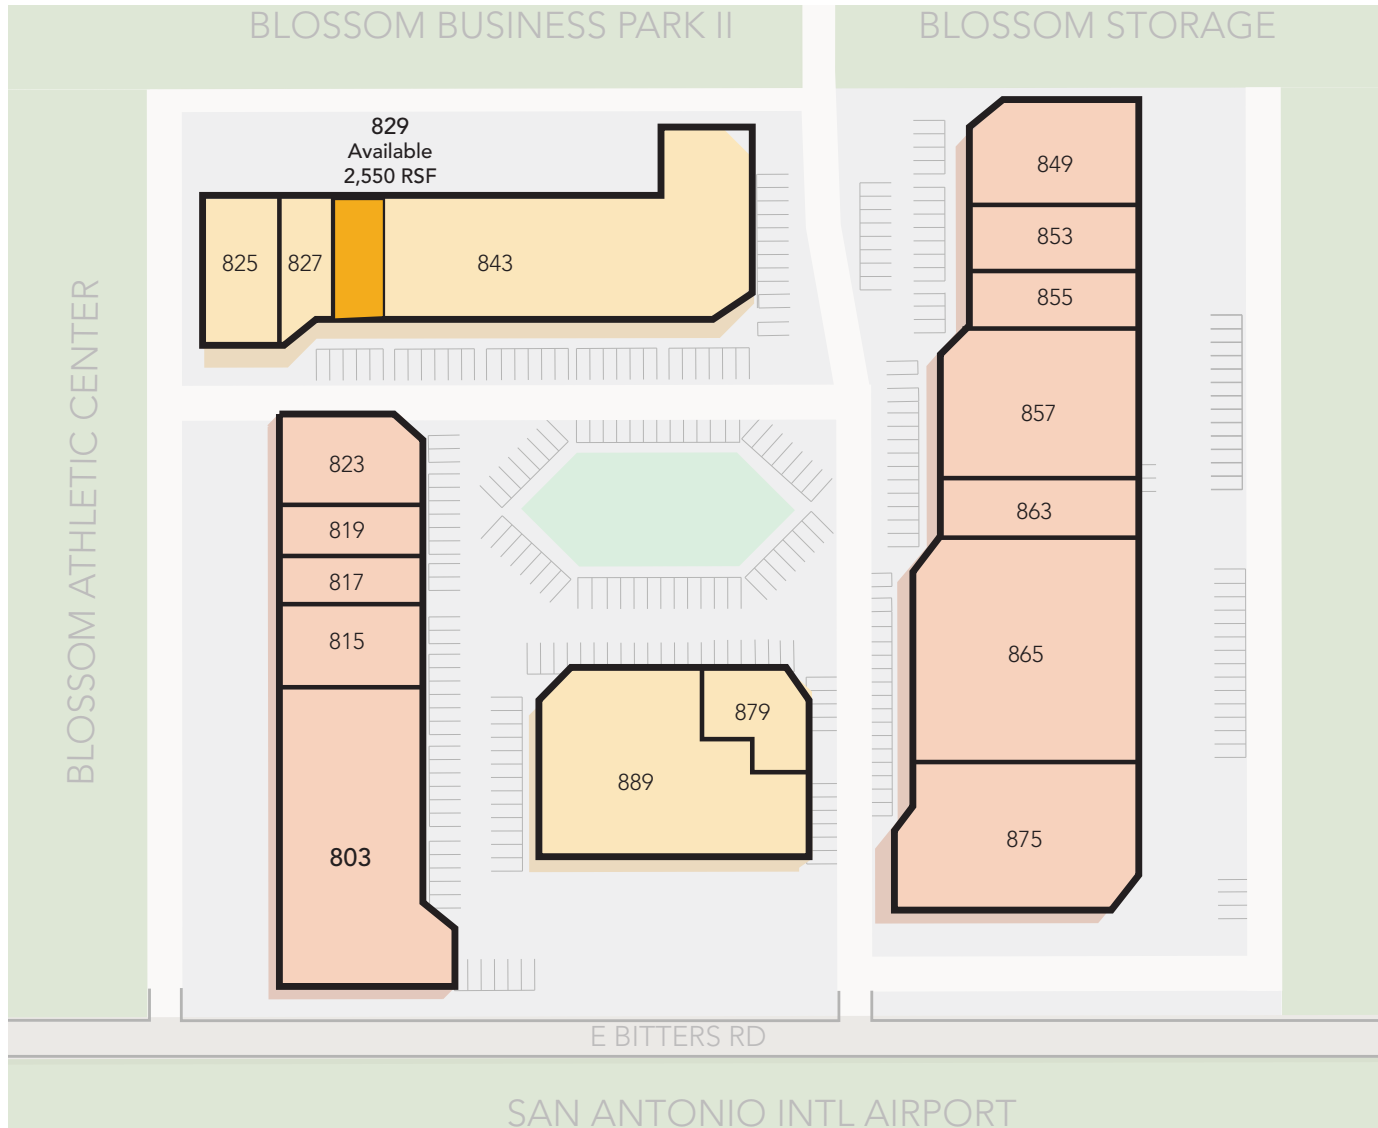 BLOSSOM BUSINESS PARK II
BLOSSOM STORAGE
829
Available
2,550 RSF
825
827
843
849
853
855
857
863
865
875
BLOSSOM ATHLETIC CENTER
823
819
817
815
803
879
889
E BITTERS RD
SAN ANTONIO INTL AIRPORT